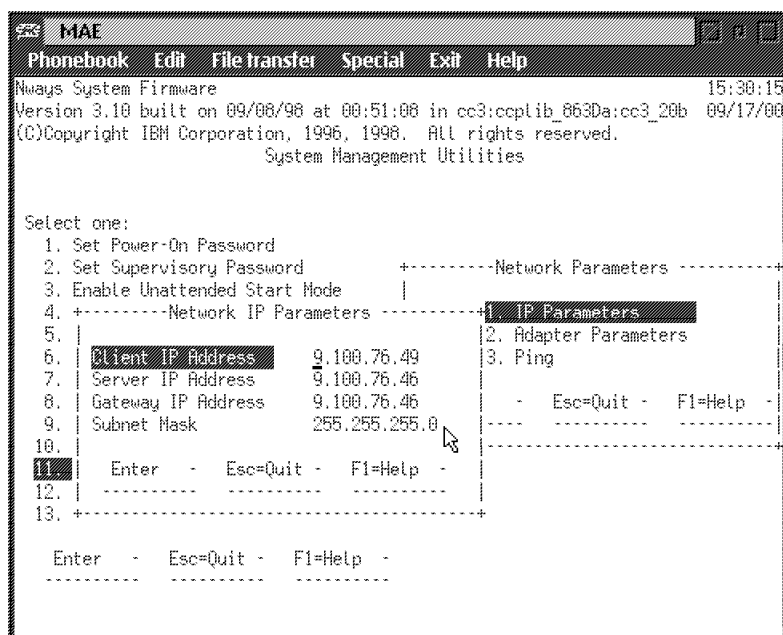 MAE
Phonebook Edit File transfer Special Exit Help
Nways System Firmware 15:30:15
Version 3.10 built on 09/08/98 at 00:51:08 in cc3:ccplib_863Da:cc3_20b 09/17/00
(C)Copyright IBM Corporation, 1996, 1998. All rights reserved.
System Management Utilities
Select one:
1. Set Power-On Password
2. Set Supervisory Password
3. Enable Unattended Start Mode
4.
5.
6.
7.
8.
9.
10.
11.
12.
13.
Network Parameters
1. IP Parameters
2. Adapter Parameters
3. Ping
- Esc=Quit - F1=Help -
Network IP Parameters
Client IP Address 9.100.76.49
Server IP Address 9.100.76.46
Gateway IP Address 9.100.76.46
Subnet Mask 255.255.255.0
Enter - Esc=Quit - F1=Help -
Enter - Esc=Quit - F1=Help -